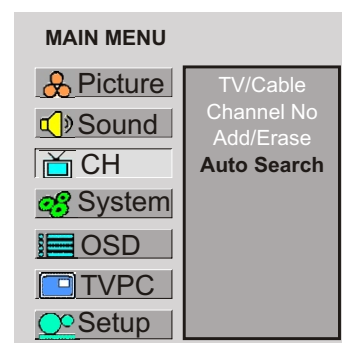 MAIN MENU
Picture
Sound
CH
System
OSD
TVPC
Setup
TV/Cable
Channel No
Add/Erase
Auto Search